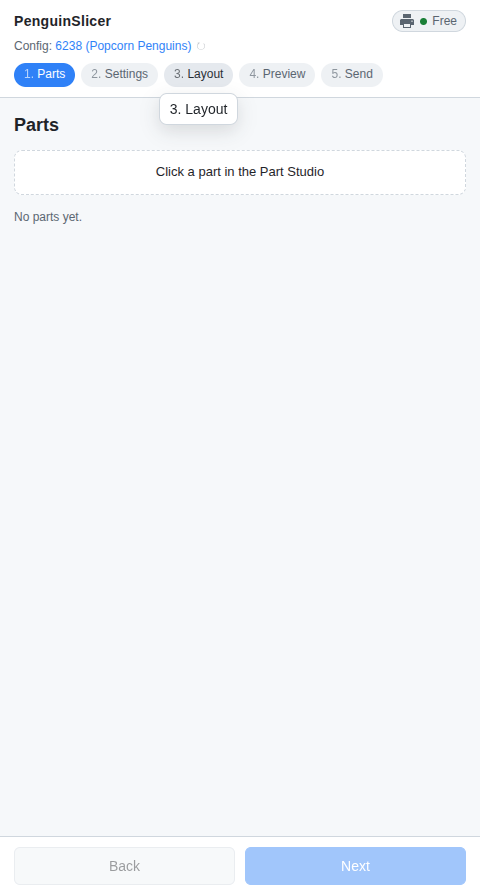 PenguinSlicer
Free
Config: 6238 (Popcorn Penguins)
1. Parts
2. Settings
3. Layout
4. Preview
5. Send
3. Layout
Parts
Click a part in the Part Studio
No parts yet.
Back
Next